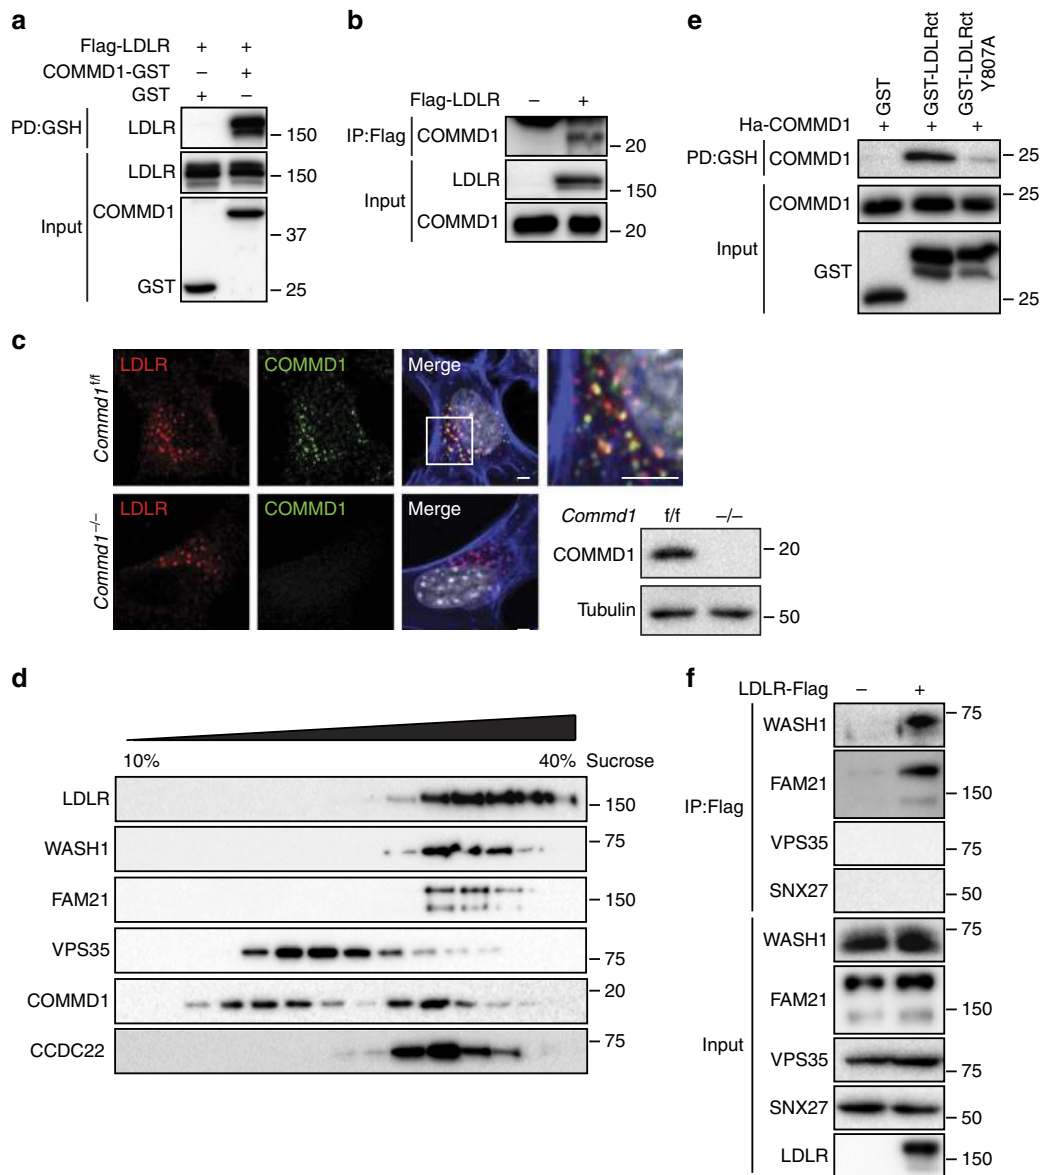 a
Flag-LDLR + +
COMMD1-GST – +
GST + –
PD:GSH LDLR 150
Input LDLR 150
COMMD1 37
GST 25
b
Flag-LDLR – +
IP:Flag COMMD1 20
Input LDLR 150
COMMD1 20
e
GST GST-LDLRct GST-LDLRct Y807A
Ha-COMMD1 + + +
PD:GSH COMMD1 25
Input COMMD1 25
GST 25
c
Commd1f/f LDLR COMMD1 Merge
Commd1–/– LDLR COMMD1 Merge
Commd1 f/f –/–
COMMD1 20
Tubulin 50
d
10% 40% Sucrose
LDLR 150
WASH1 75
FAM21 150
VPS35 75
COMMD1 20
CCDC22 75
f
LDLR-Flag – +
IP:Flag WASH1 75
FAM21 150
VPS35 75
SNX27 50
Input WASH1 75
FAM21 150
VPS35 75
SNX27 50
LDLR 150